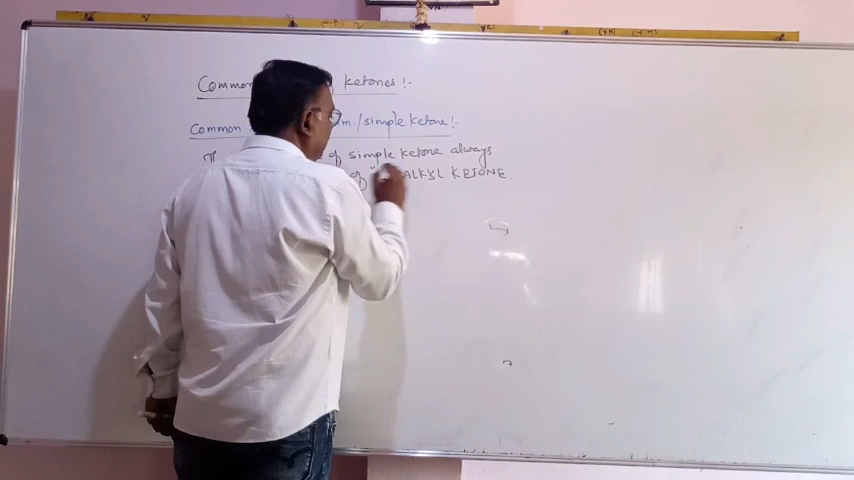 Common ketones :-
Common m./simple ketone :-
T of simple ketone always
of ALKYL KETONE.